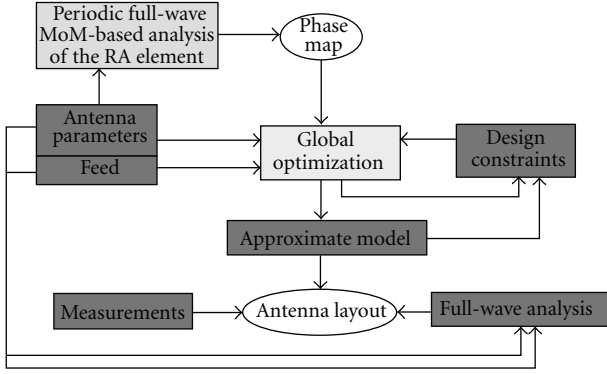 Periodic full-wave
MoM-based analysis
of the RA element
Phase
map
Antenna
parameters
Feed
Global
optimization
Design
constraints
Approximate model
Measurements
Antenna layout
Full-wave analysis